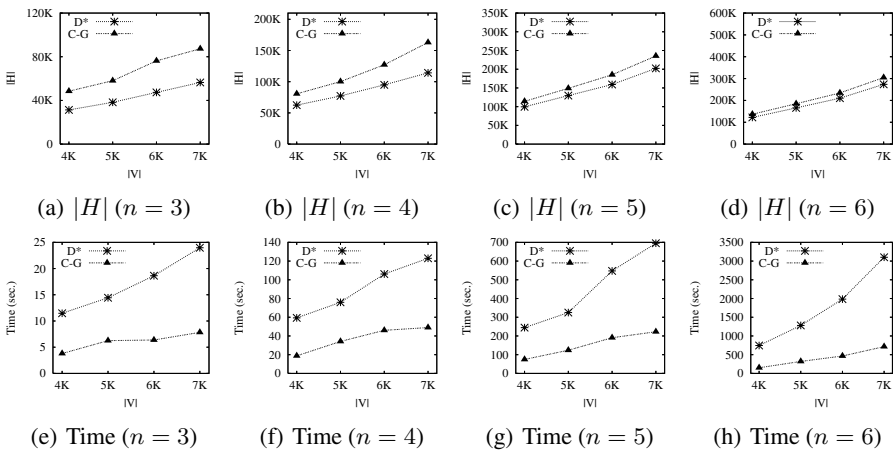 120K
80K
40K
0
|H|
D*
C-G
4K 5K 6K 7K
|V|
(a) |H| (n = 3)
210K
200K
150K
100K
50K
0
|H|
D*
C-G
4K 5K 6K 7K
|V|
(b) |H| (n = 4)
350K
300K
250K
200K
150K
100K
50K
0
|H|
D*
C-G
4K 5K 6K 7K
|V|
(c) |H| (n = 5)
600K
500K
400K
300K
200K
100K
0
|H|
D*
C-G
4K 5K 6K 7K
|V|
(d) |H| (n = 6)
25
20
15
10
5
0
Time (sec.)
D*
C-G
4K 5K 6K 7K
|V|
(e) Time (n = 3)
140
120
100
80
60
40
20
0
Time (sec.)
D*
C-G
4K 5K 6K 7K
|V|
(f) Time (n = 4)
700
600
500
400
300
200
100
0
Time (sec.)
D*
C-G
4K 5K 6K 7K
|V|
(g) Time (n = 5)
3500
3000
2500
2000
1500
1000
500
0
Time (sec.)
D*
C-G
4K 5K 6K 7K
|V|
(h) Time (n = 6)